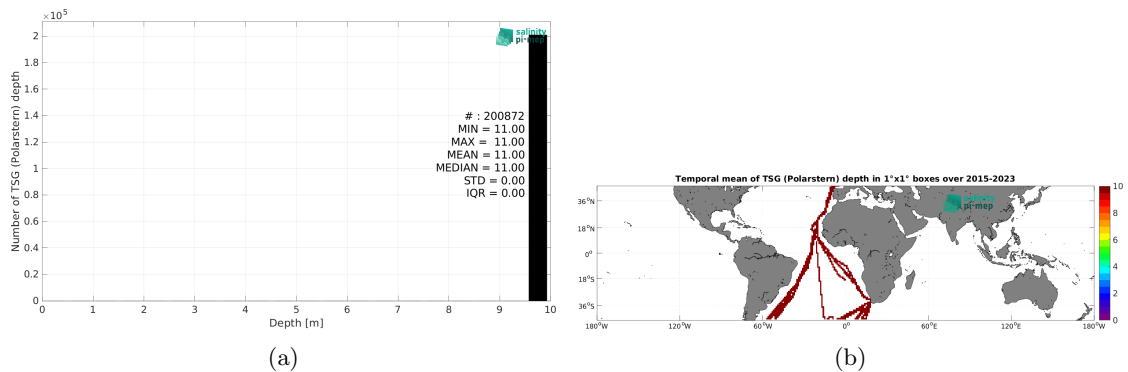 ×10⁵
2
1.8
1.6
1.4
1.2
1
0.8
0.6
0.4
0.2
0
Number of TSG (Polarstern) depth
salinity
pi-mep
# : 200872
MIN = 11.00
MAX = 11.00
MEAN = 11.00
MEDIAN = 11.00
STD = 0.00
IQR = 0.00
0 1 2 3 4 5 6 7 8 9 10
Depth [m]
(a)
Temporal mean of TSG (Polarstern) depth in 1°x1° boxes over 2015-2023
salinity
pi-mep
36°N
18°N
0°
18°S
36°S
180°W 120°W 60°W 0° 60°E 120°E 180°W
10
8
6
4
2
0
(b)